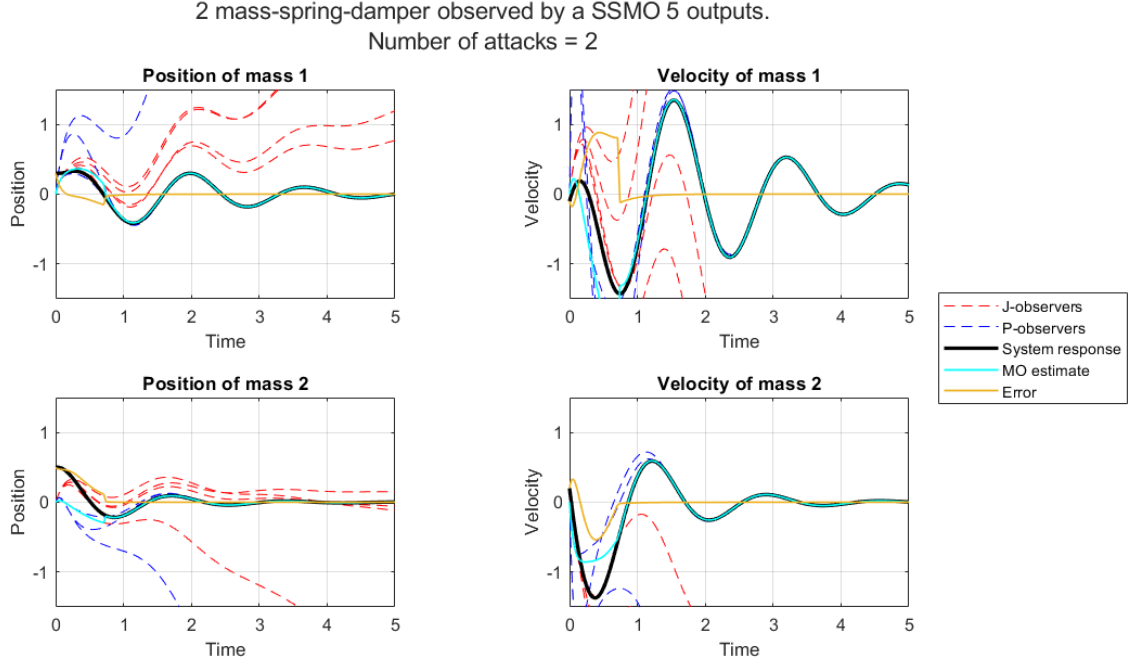 2 mass-spring-damper observed by a SSMO 5 outputs.
Number of attacks = 2
Position of mass 1
Position
1
0
-1
0 1 2 3 4 5
Time
Velocity of mass 1
Velocity
1
0
-1
0 1 2 3 4 5
Time
J-observers
P-observers
System response
MO estimate
Error
Position of mass 2
Position
1
0
-1
0 1 2 3 4 5
Time
Velocity of mass 2
Velocity
1
0
-1
0 1 2 3 4 5
Time